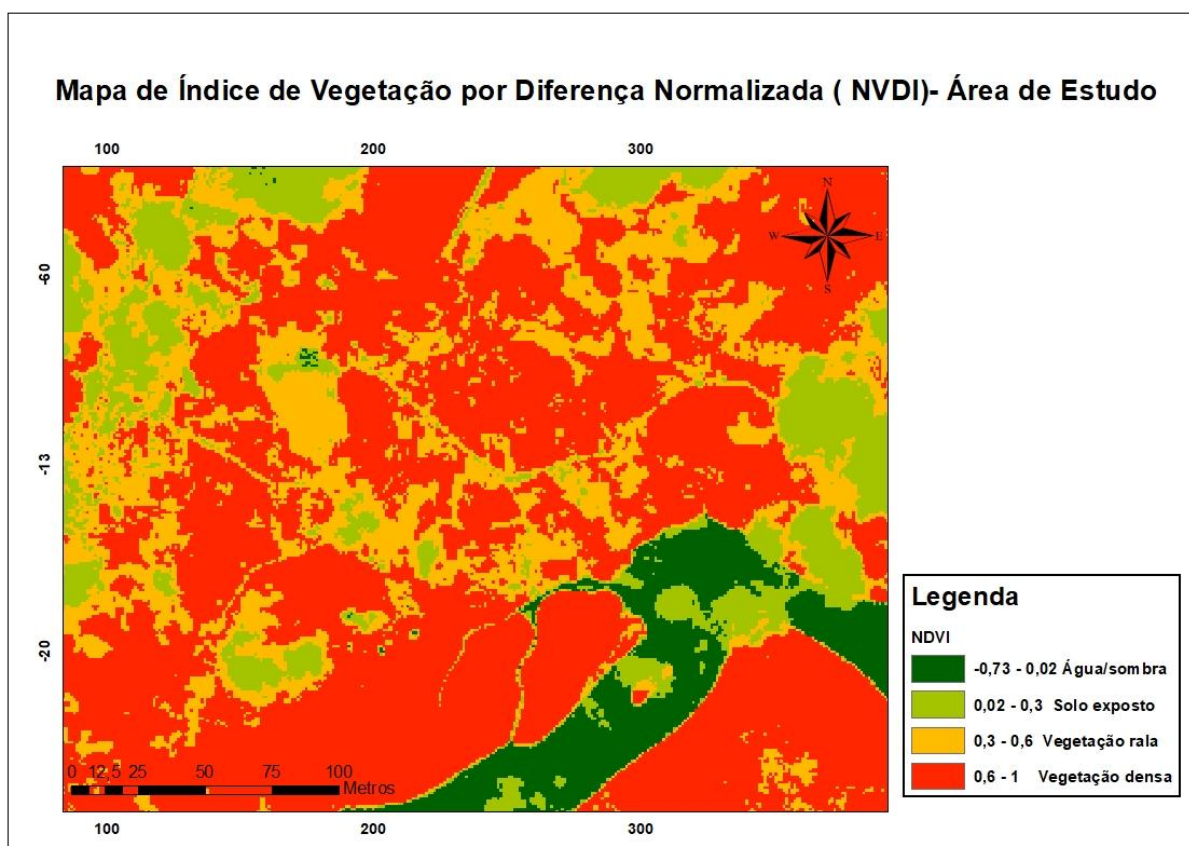 Mapa de Índice de Vegetação por Diferença Normalizada ( NVDI)- Área de Estudo
100 200 300
N
W E
S
-60
-13
-20
0 12,5 25 50 75 100
Metros
100 200 300
Legenda
NDVI
-0,73 - 0,02 Água/sombra
0,02 - 0,3 Solo exposto
0,3 - 0,6 Vegetação rala
0,6 - 1 Vegetação densa